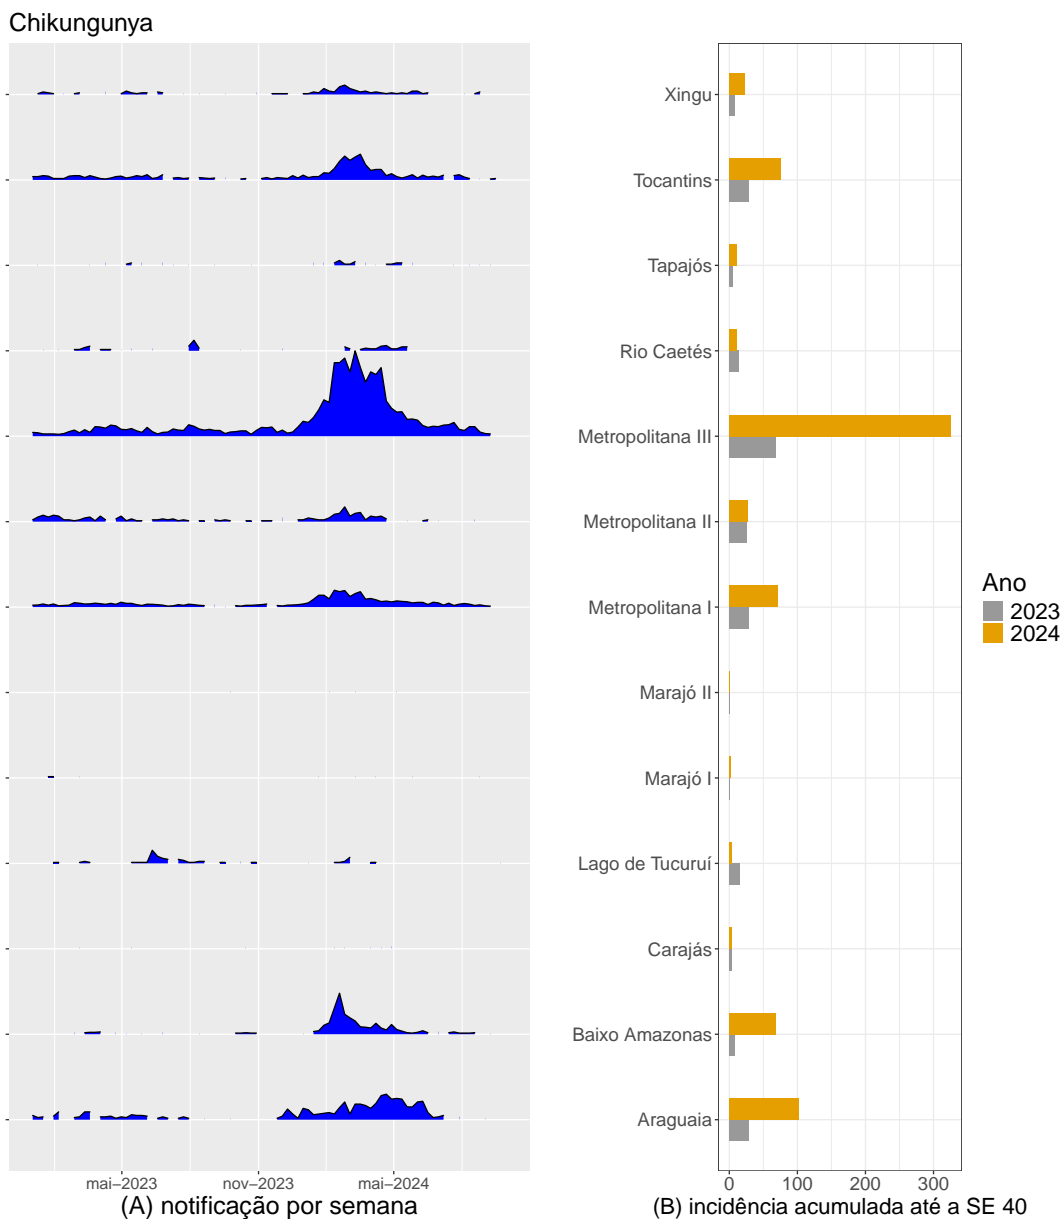 Chikungunya
Xingu
Tocantins
Tapajós
Rio Caetés
Metropolitana III
Metropolitana II
Metropolitana I
Marajó II
Marajó I
Lago de Tucuruí
Carajás
Baixo Amazonas
Araguaia
mai–2023 nov–2023 mai–2024
(A) notificação por semana
0 100 200 300
(B) incidência acumulada até a SE 40
Ano
2023
2024